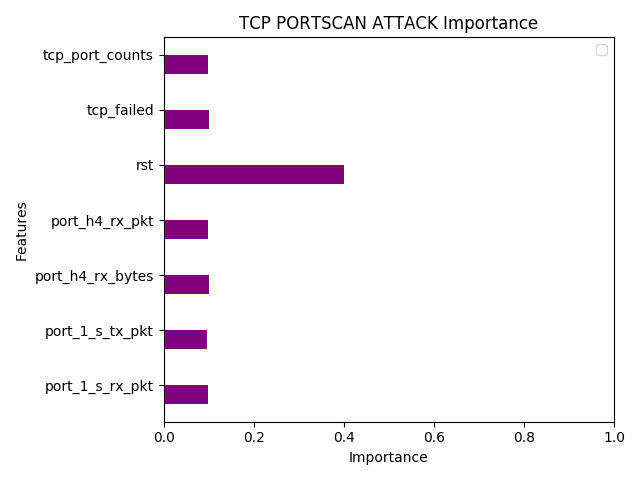 TCP PORTSCAN ATTACK Importance
tcp_port_counts
tcp_failed
rst
port_h4_rx_pkt
port_h4_rx_bytes
port_1_s_tx_pkt
port_1_s_rx_pkt
Features
0.0 0.2 0.4 0.6 0.8 1.0
Importance